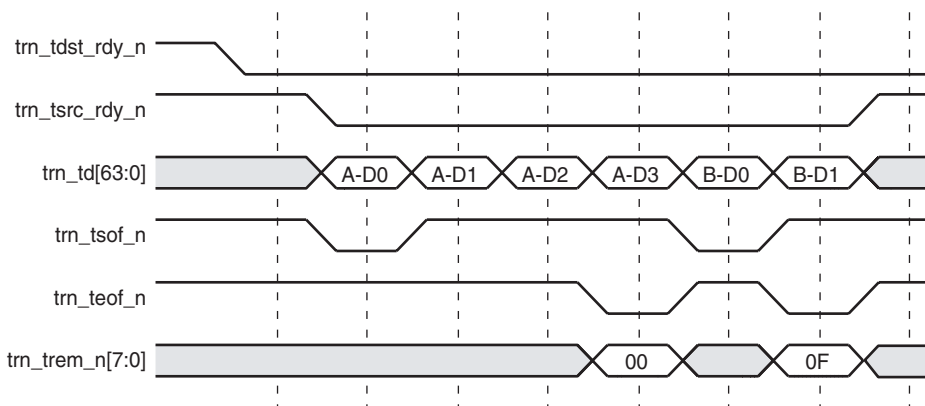 trn_tdst_rdy_n
trn_tsrc_rdy_n
trn_td[63:0] A-D0 A-D1 A-D2 A-D3 B-D0 B-D1
trn_tsof_n
trn_teof_n
trn_trem_n[7:0] 00 0F